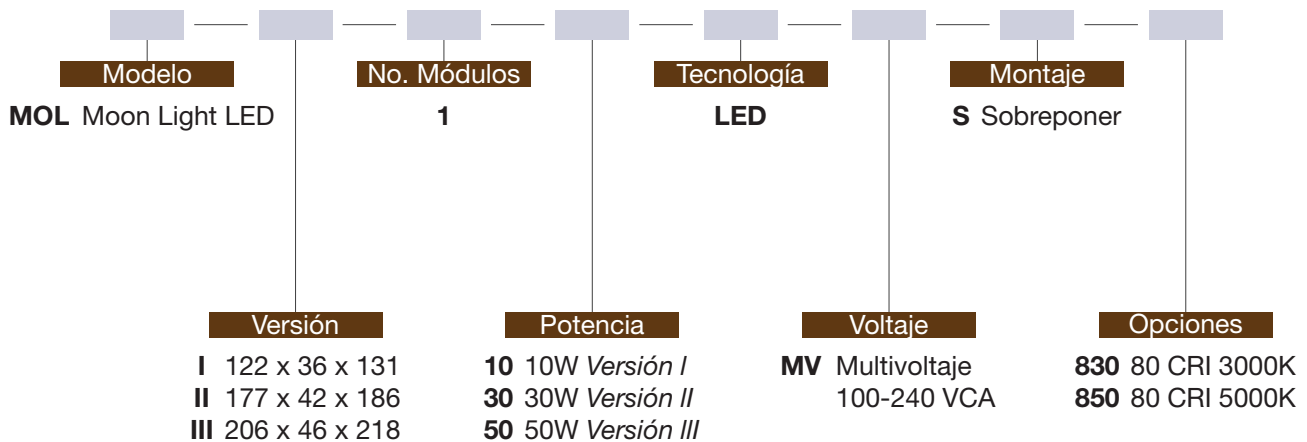 Modelo
No. Módulos
Tecnología
Montaje
MOL Moon Light LED
1
LED
S Sobreponer
Versión
Potencia
Voltaje
Opciones
I 122 x 36 x 131
II 177 x 42 x 186
III 206 x 46 x 218
10 10W Versión I
30 30W Versión II
50 50W Versión III
MV Multivoltaje
100-240 VCA
830 80 CRI 3000K
850 80 CRI 5000K